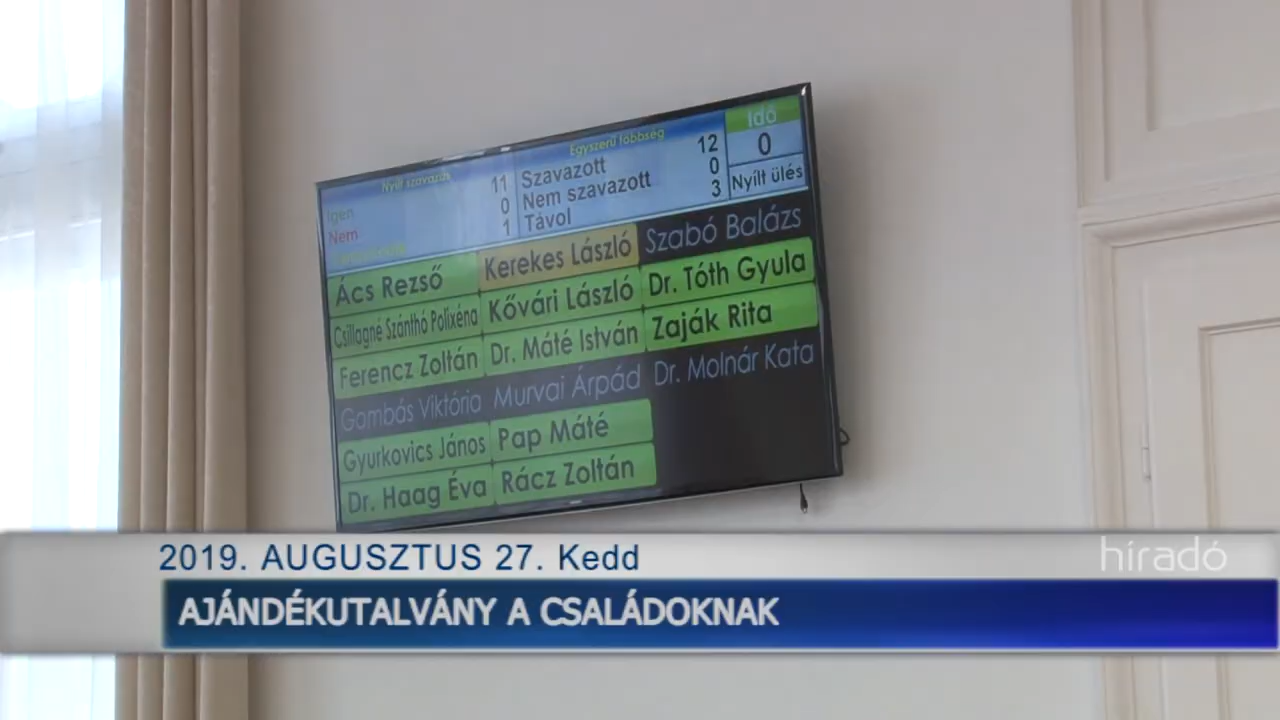 Nyílt szavazás
Egyszerű többség
Idő
Igen 11 Szavazott 12 0
Nem 0 Nem szavazott 0 Nyílt ülés
1 Távol 3
Ács Rezső Kerekes László Szabó Balázs
Csillagné Szánthó Polixéna Kővári László Dr. Tóth Gyula
Ferencz Zoltán Dr. Máté István Zaják Rita
Gombás Viktória Murvai Árpád Dr. Molnár Kata
Gyurkovics János Pap Máté
Dr. Haag Éva Rácz Zoltán
2019. AUGUSZTUS 27. Kedd
híradó
AJÁNDÉKUTALVÁNY A CSALÁDOKNAK